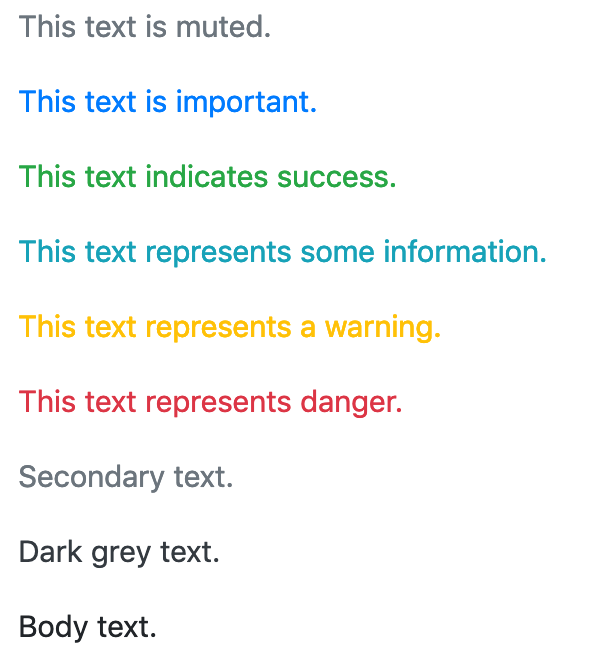 This text is muted.
This text is important.
This text indicates success.
This text represents some information.
This text represents a warning.
This text represents danger.
Secondary text.
Dark grey text.
Body text.